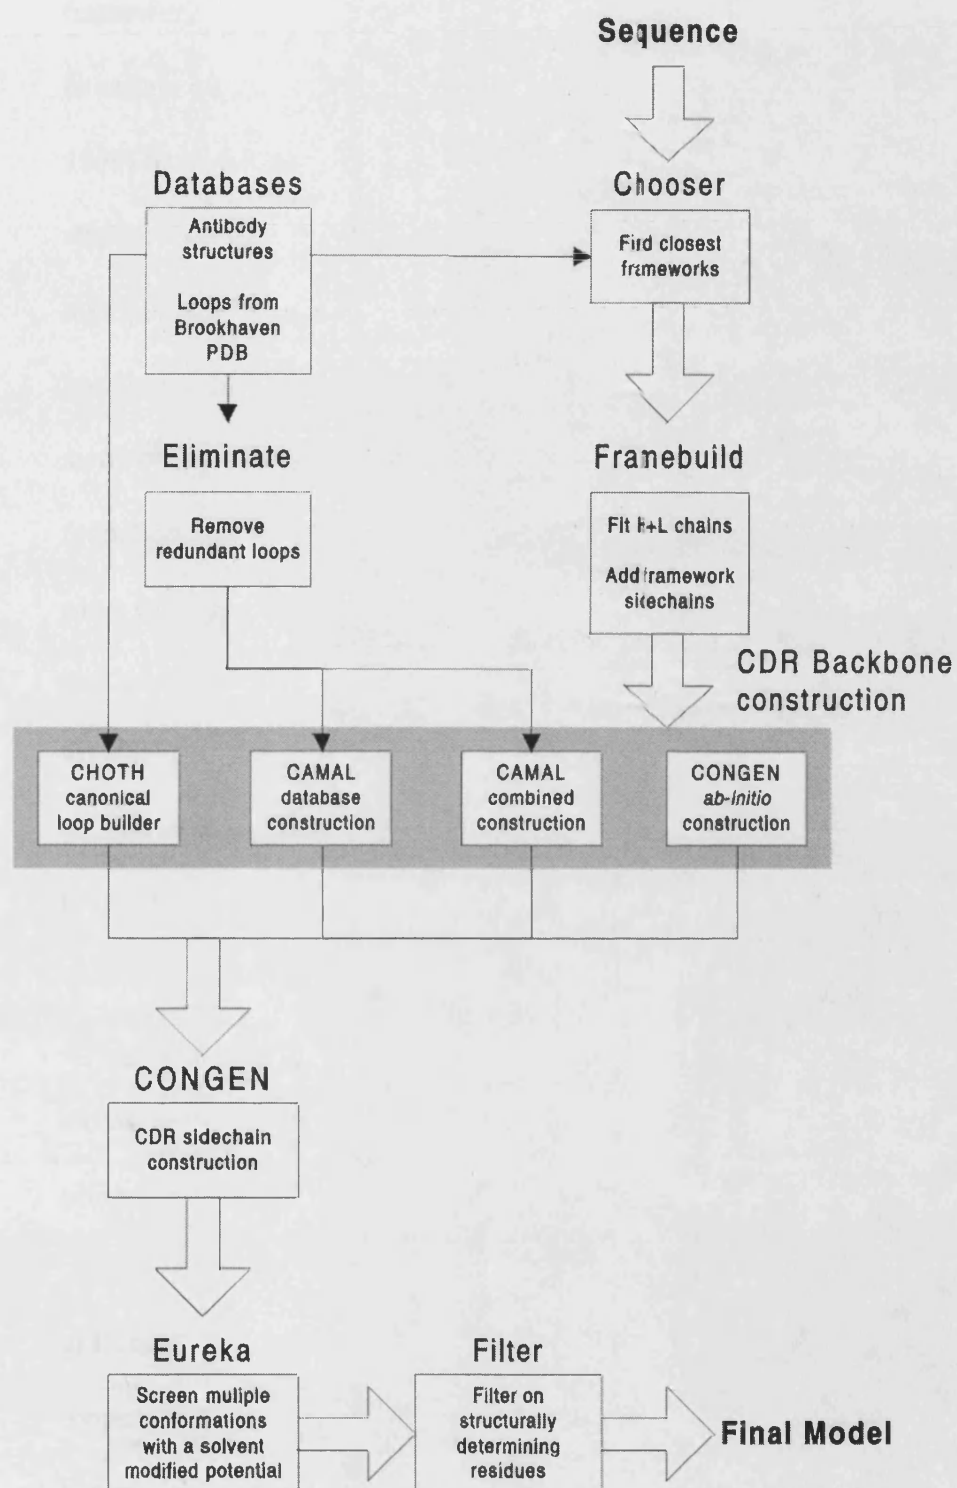 Sequence
Databases
Chooser
Antibody
structures
Loops from
Brookhaven
PDB
Find closest
frameworks
Eliminate
Framebuild
Remove
redundant loops
Fit H+L chains
Add framework
sidechains
CDR Backbone
construction
CHOTH
canonical
loop builder
CAMAL
database
construction
CAMAL
combined
construction
CONGEN
ab-initio
construction
CONGEN
CDR sidechain
construction
Eureka
Filter
Screen muliple
conformations
with a solvent
modified potential
Filter on
structurally
determining
residues
Final Model